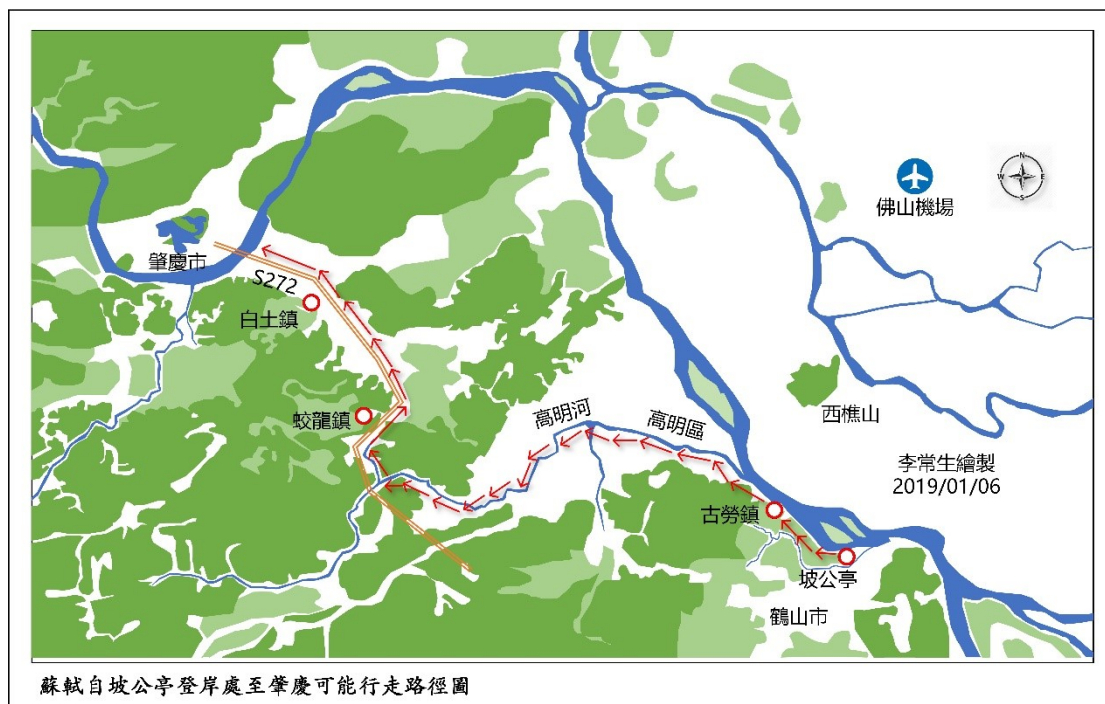 N
W
E
S
佛山機場
肇慶市
S272
白土鎮
蛟龍鎮
高明河
高明區
西樵山
李常生繪製
2019/01/06
古勞鎮
坡公亭
鶴山市
蘇軾自坡公亭登岸處至肇慶可能行走路徑圖